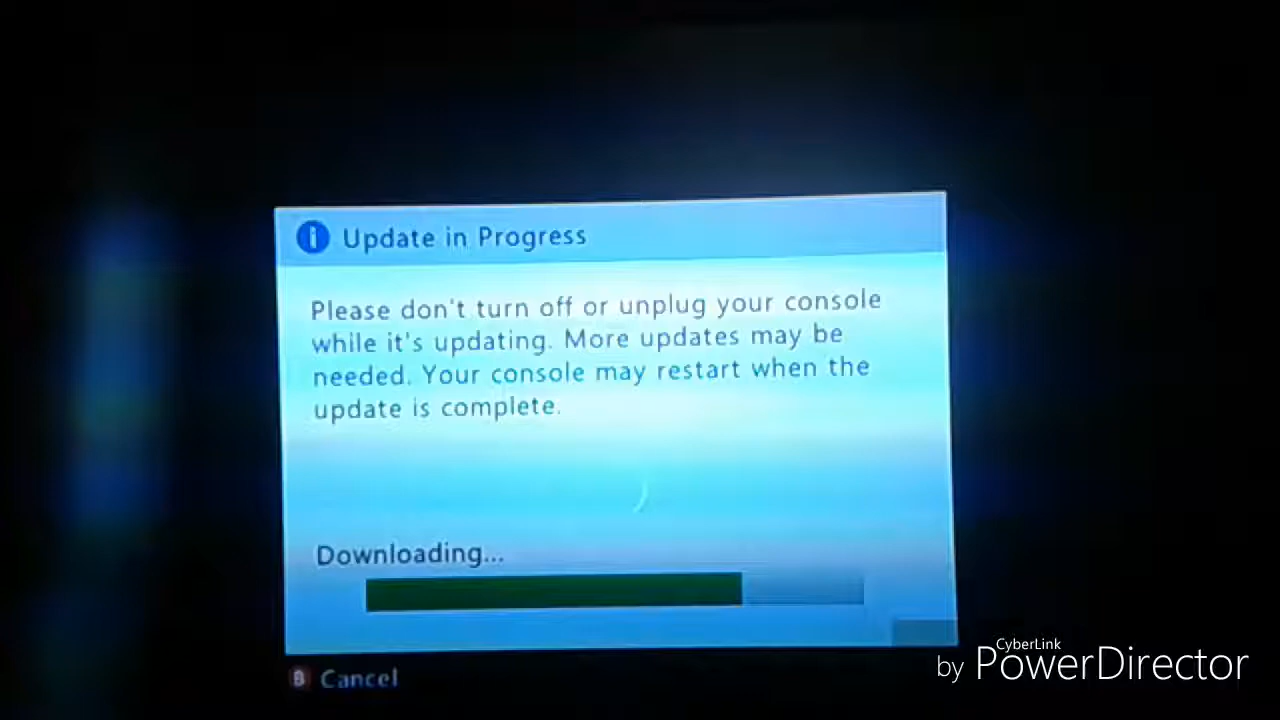 Update in Progress
Please don't turn off or unplug your console
while it's updating. More updates may be
needed. Your console may restart when the
update is complete.
Downloading...
B Cancel
CyberLink
by PowerDirector